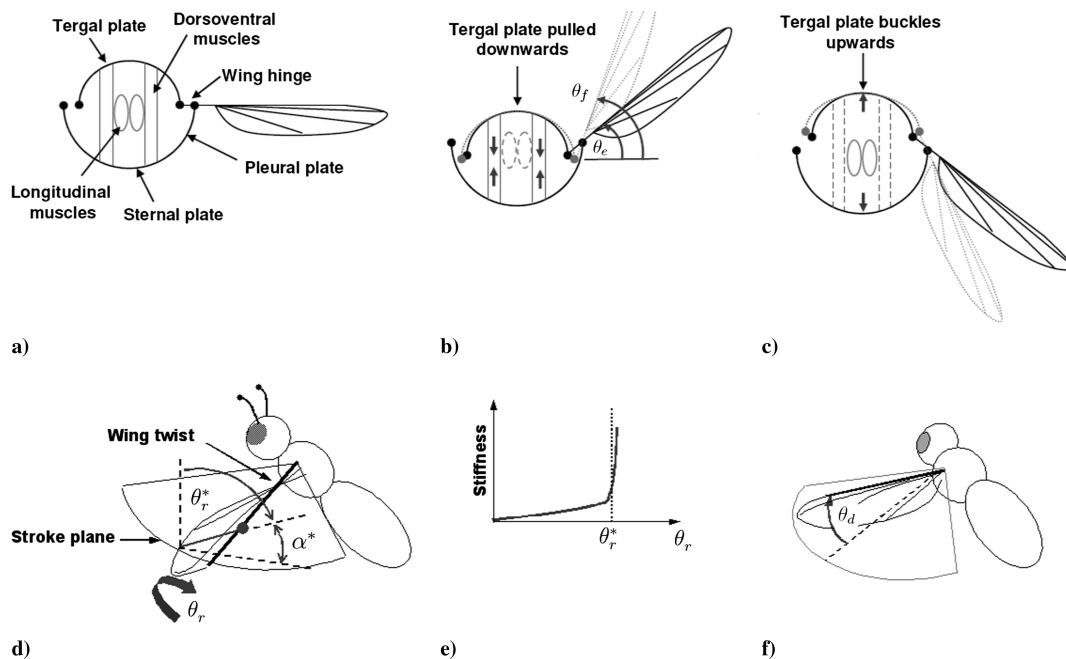 Tergal plate
Dorsoventral
muscles
Wing hinge
Pleural plate
Longitudinal
muscles
Sternal plate
a)
Tergal plate pulled
downwards
θf
θe
b)
Tergal plate buckles
upwards
c)
Wing twist
θr*
Stroke plane
α*
θr
d)
Stiffness
θr*
θr
e)
θd
f)